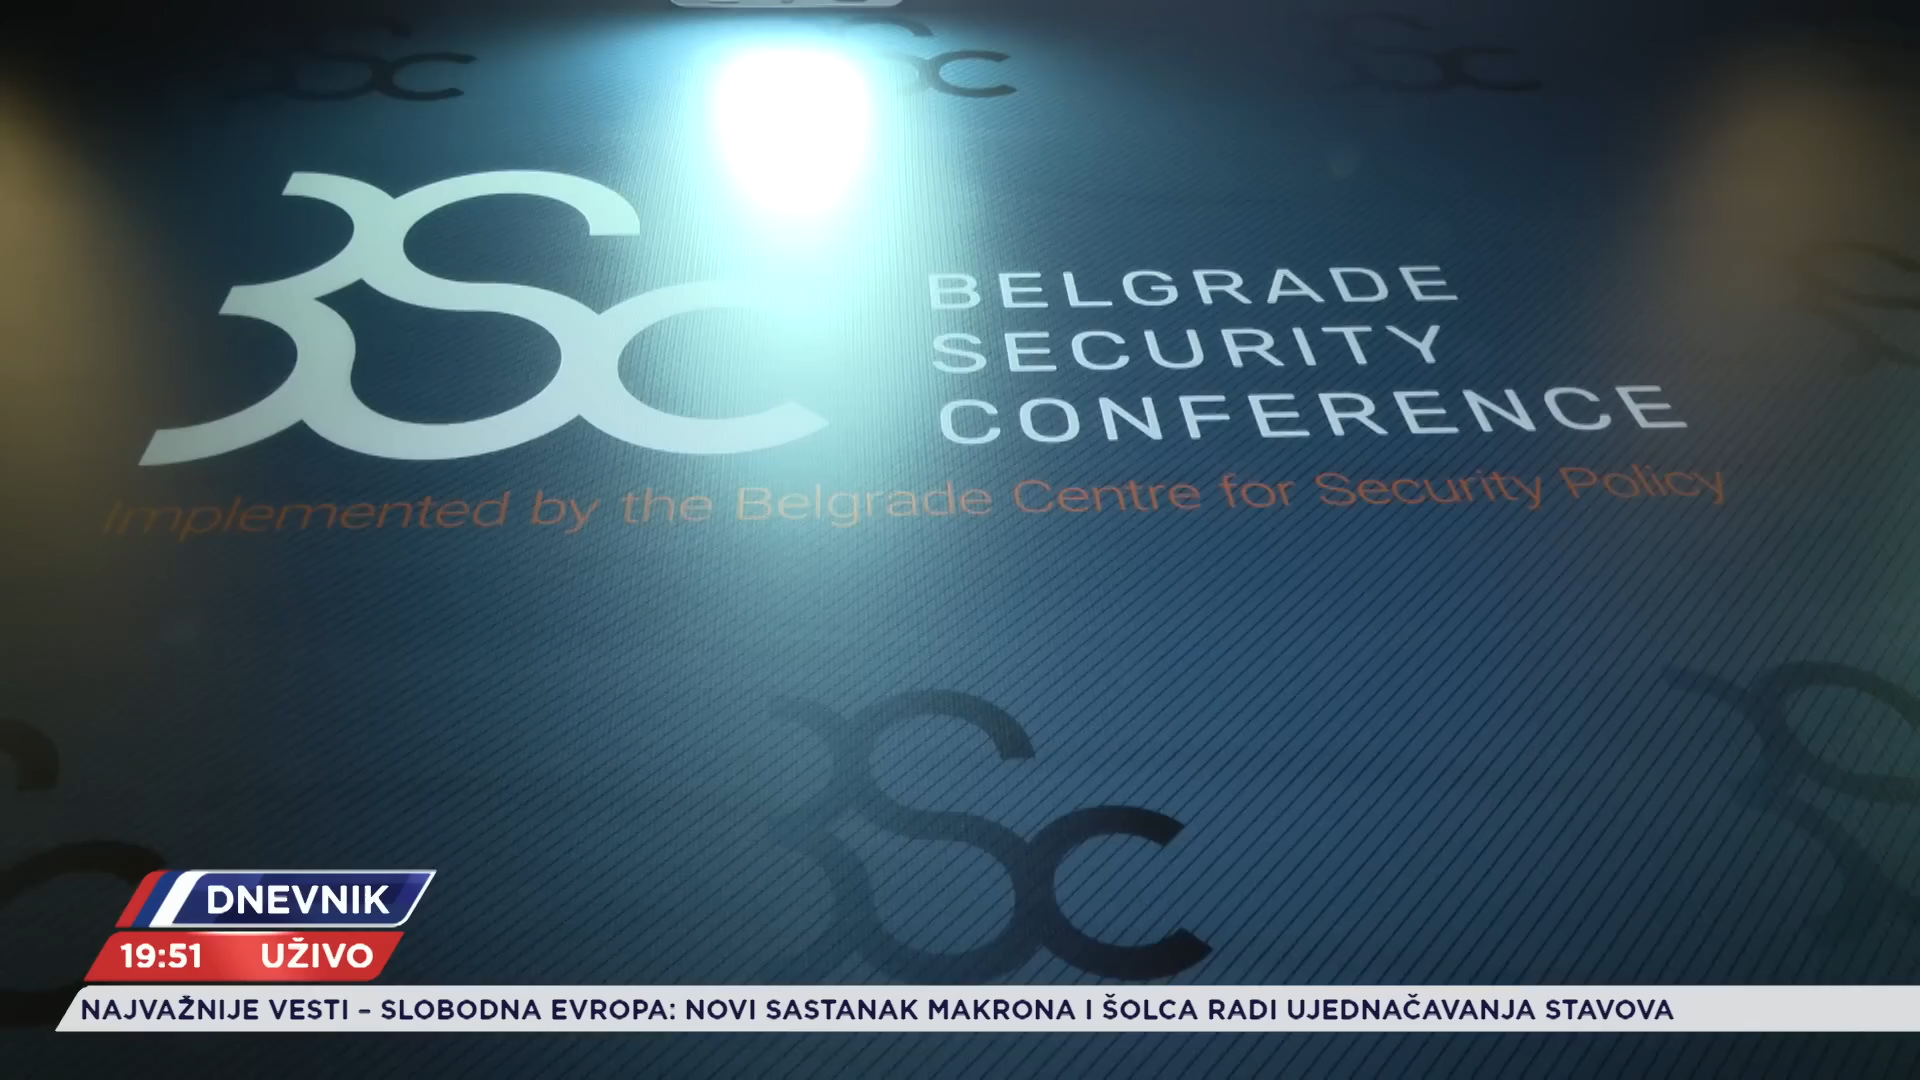 BSC
BELGRADE
SECURITY
CONFERENCE
Implemented by the Belgrade Centre for Security Policy
BSC
DNEVNIK
19:51 UŽIVO
NAJVAŽNIJE VESTI – SLOBODNA EVROPA: NOVI SASTANAK MAKRONA I ŠOLCA RADI UJEDNAČAVANJA STAVOVA